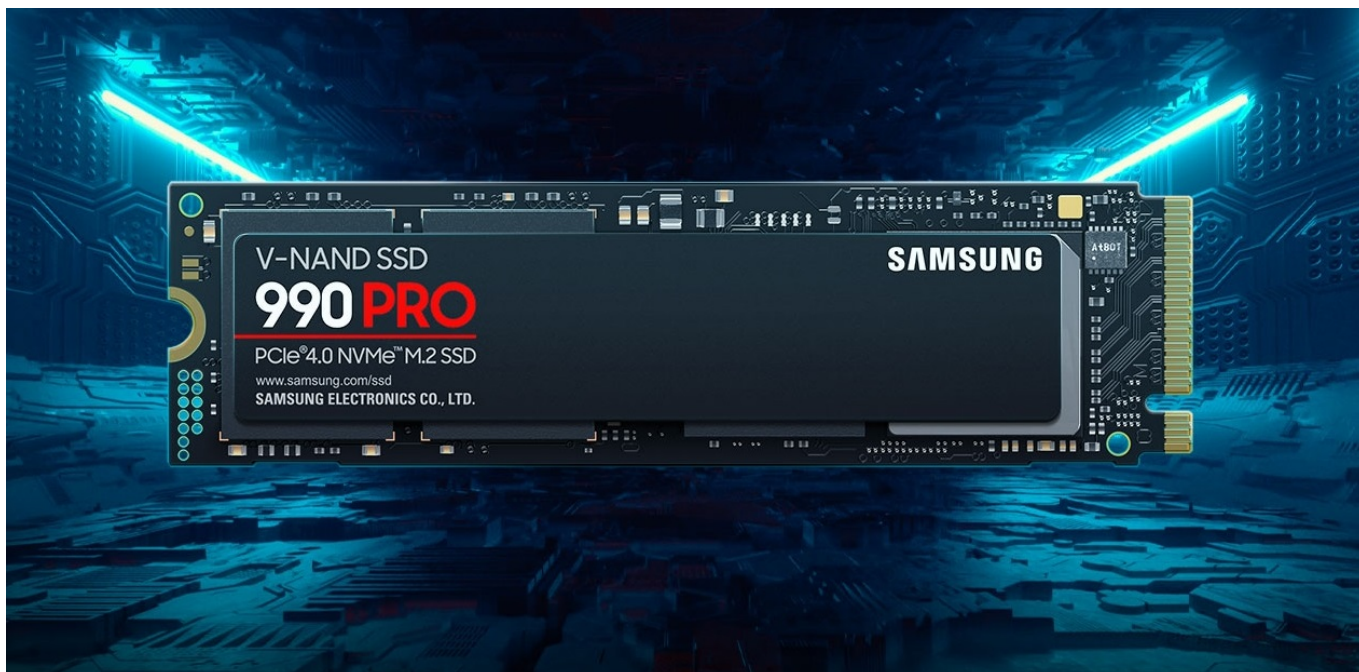 V-NAND SSD
SAMSUNG
990 PRO
PCIe®4.0 NVMe™ M.2 SSD
www.samsung.com/ssd
SAMSUNG ELECTRONICS CO., LTD.